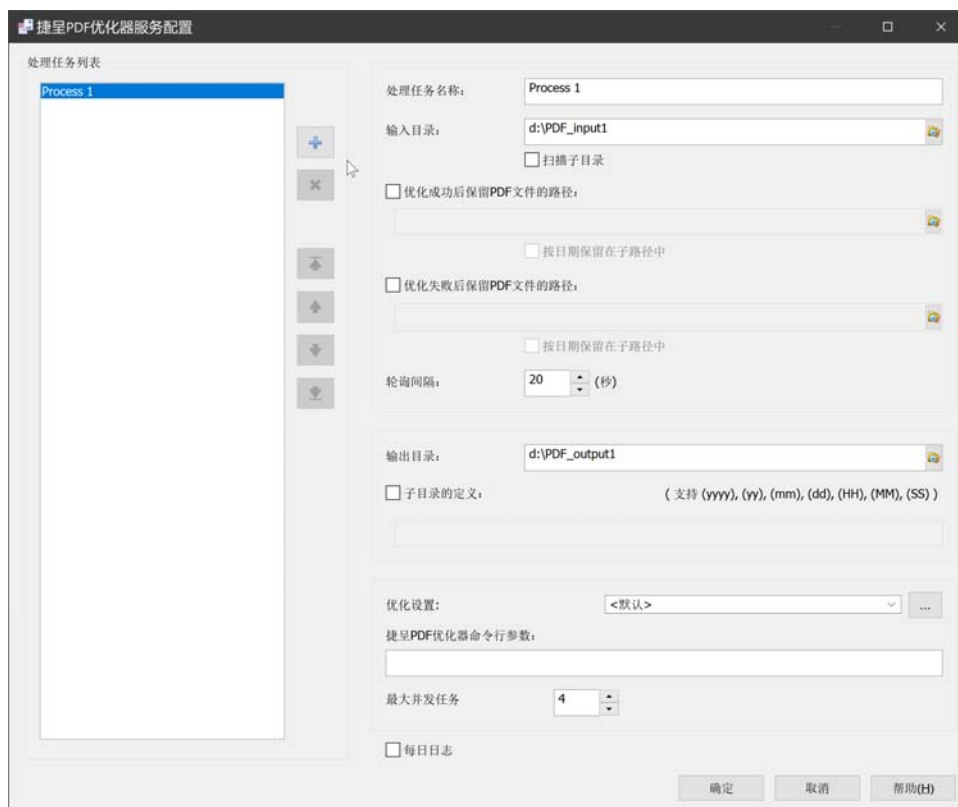 捷呈PDF优化器服务配置
处理任务列表
Process 1
处理任务名称:
Process 1
输入目录:
d:\PDF_input1
扫描子目录
优化成功后保留PDF文件的路径:
按日期保留在子路径中
优化失败后保留PDF文件的路径:
按日期保留在子路径中
轮询间隔:
20
(秒)
输出目录:
d:\PDF_output1
子目录的定义:
( 支持 (yyyy), (yy), (mm), (dd), (HH), (MM), (SS) )
优化设置:
<默认>
...
捷呈PDF优化器命令行参数:
最大并发任务
4
每日日志
确定
取消
帮助(H)